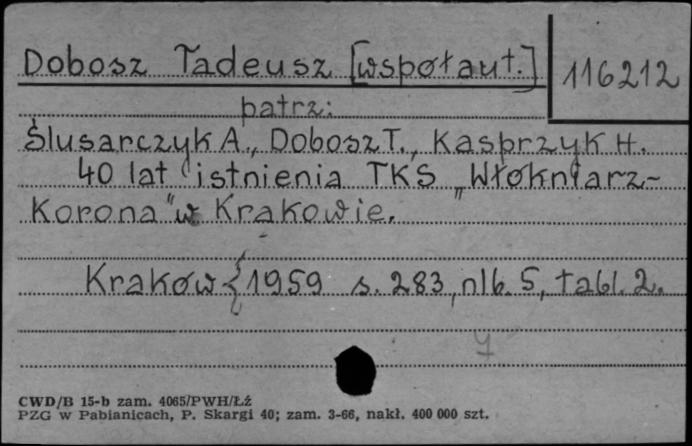 Dobosz Tadeusz [współaut.]
116212
patrz:
Ślusarczyk A., Dobosz T., Kasprzyk H.
40 lat istnienia TKS „Włókniarz-
Korona" w Krakowie.
Kraków {1959 s. 283, nlb. 5, tabl. 2.
CWD/B 15-b zam. 4065/PWH/Łź
PZG w Pabianicach, P. Skargi 40; zam. 3-66, nakł. 400 000 szt.